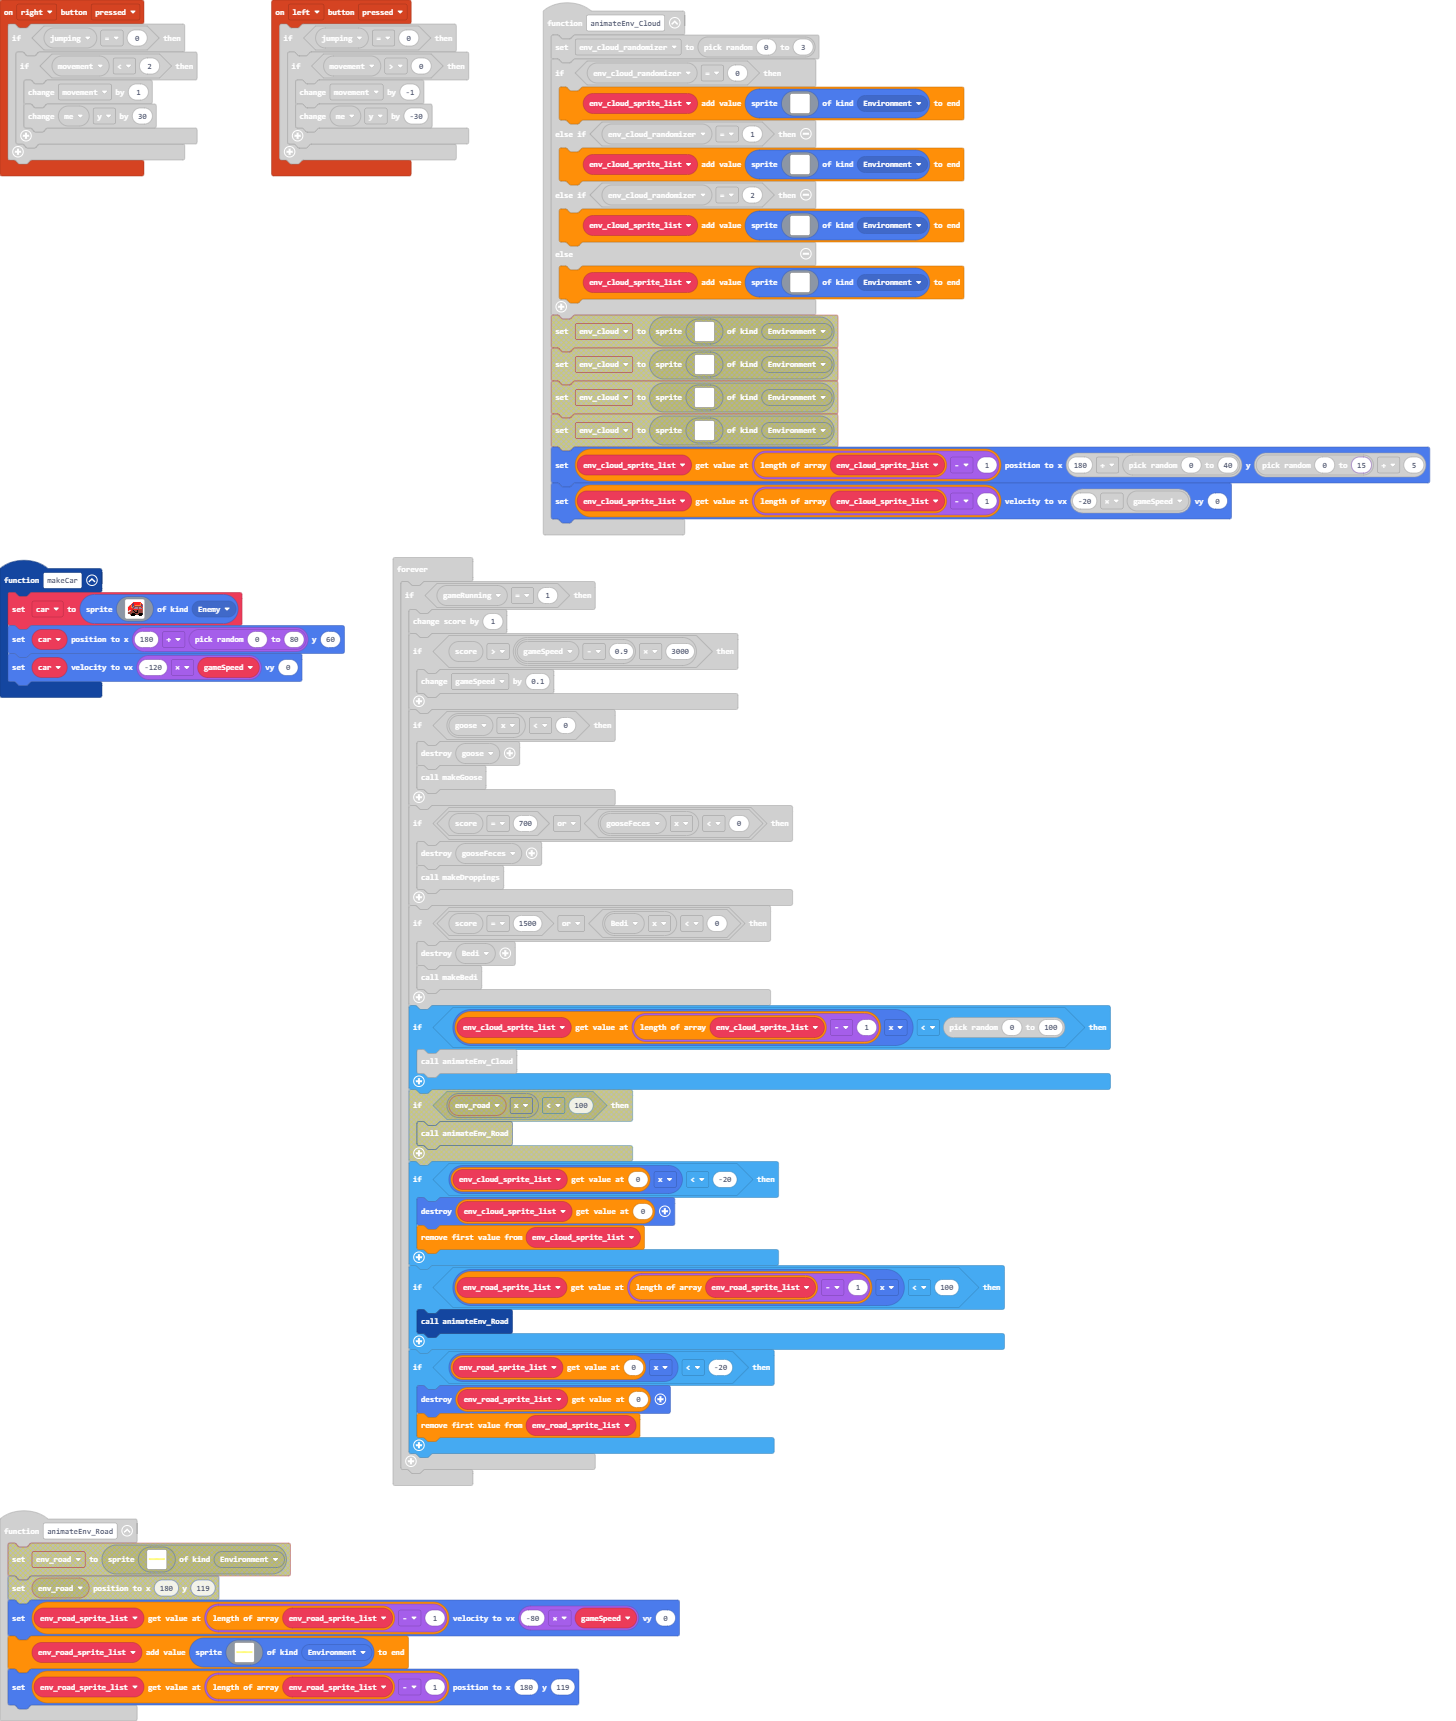 on right button pressed
if jumping = 0 then
if movement < 2 then
change movement by 1
change me y by 30
on left button pressed
if jumping = 0 then
if movement > 0 then
change movement by -1
change me y by -30
function animateEnv_Cloud
set env_cloud_randomizer to pick random 0 to 3
if env_cloud_randomizer = 0 then
env_cloud_sprite_list add value sprite of kind Environment to end
else if env_cloud_randomizer = 1 then
env_cloud_sprite_list add value sprite of kind Environment to end
else if env_cloud_randomizer = 2 then
env_cloud_sprite_list add value sprite of kind Environment to end
else
env_cloud_sprite_list add value sprite of kind Environment to end
set env_cloud to sprite of kind Environment
set env_cloud to sprite of kind Environment
set env_cloud to sprite of kind Environment
set env_cloud to sprite of kind Environment
set env_cloud_sprite_list get value at length of array env_cloud_sprite_list - 1 position to x 180 + pick random 0 to 40 y pick random 0 to 15 + 5
set env_cloud_sprite_list get value at length of array env_cloud_sprite_list - 1 velocity to vx -20 × gameSpeed vy 0
function makeCar
set car to sprite of kind Enemy
set car position to x 180 + pick random 0 to 80 y 60
set car velocity to vx -120 × gameSpeed vy 0
forever
if gameRunning = 1 then
change score by 1
if score > gameSpeed - 0.9 × 3000 then
change gameSpeed by 0.1
if goose x < 0 then
destroy goose
call makeGoose
if score = 700 or gooseFeces x < 0 then
destroy gooseFeces
call makeDroppings
if score = 1500 or Bedi x < 0 then
destroy Bedi
call makeBedi
if env_cloud_sprite_list get value at length of array env_cloud_sprite_list - 1 x < pick random 0 to 100 then
call animateEnv_Cloud
if env_road x < 100 then
call animateEnv_Road
if env_cloud_sprite_list get value at 0 x < -20 then
destroy env_cloud_sprite_list get value at 0
remove first value from env_cloud_sprite_list
if env_road_sprite_list get value at length of array env_road_sprite_list - 1 x < 100 then
call animateEnv_Road
if env_road_sprite_list get value at 0 x < -20 then
destroy env_road_sprite_list get value at 0
remove first value from env_road_sprite_list
function animateEnv_Road
set env_road to sprite of kind Environment
set env_road position to x 180 y 119
set env_road_sprite_list get value at length of array env_road_sprite_list - 1 velocity to vx -80 × gameSpeed vy 0
env_road_sprite_list add value sprite of kind Environment to end
set env_road_sprite_list get value at length of array env_road_sprite_list - 1 position to x 180 y 119